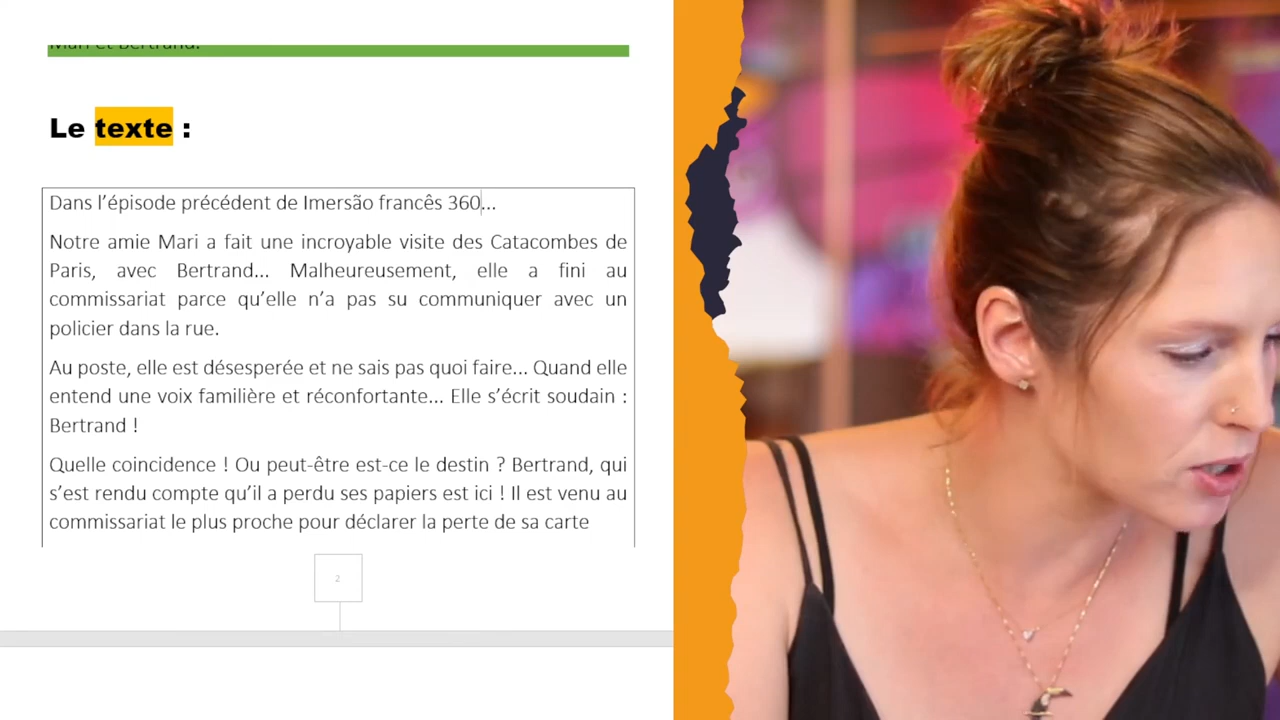 Mari et Bertrand.
Le texte :
Dans l’épisode précédent de Imersão francês 360...
Notre amie Mari a fait une incroyable visite des Catacombes de
Paris, avec Bertrand... Malheureusement, elle a fini au
commissariat parce qu’elle n’a pas su communiquer avec un
policier dans la rue.
Au poste, elle est désesperée et ne sais pas quoi faire... Quand elle
entend une voix familière et réconfortante... Elle s’écrit soudain :
Bertrand !
Quelle coincidence ! Ou peut-être est-ce le destin ? Bertrand, qui
s’est rendu compte qu’il a perdu ses papiers est ici ! Il est venu au
commissariat le plus proche pour déclarer la perte de sa carte
2